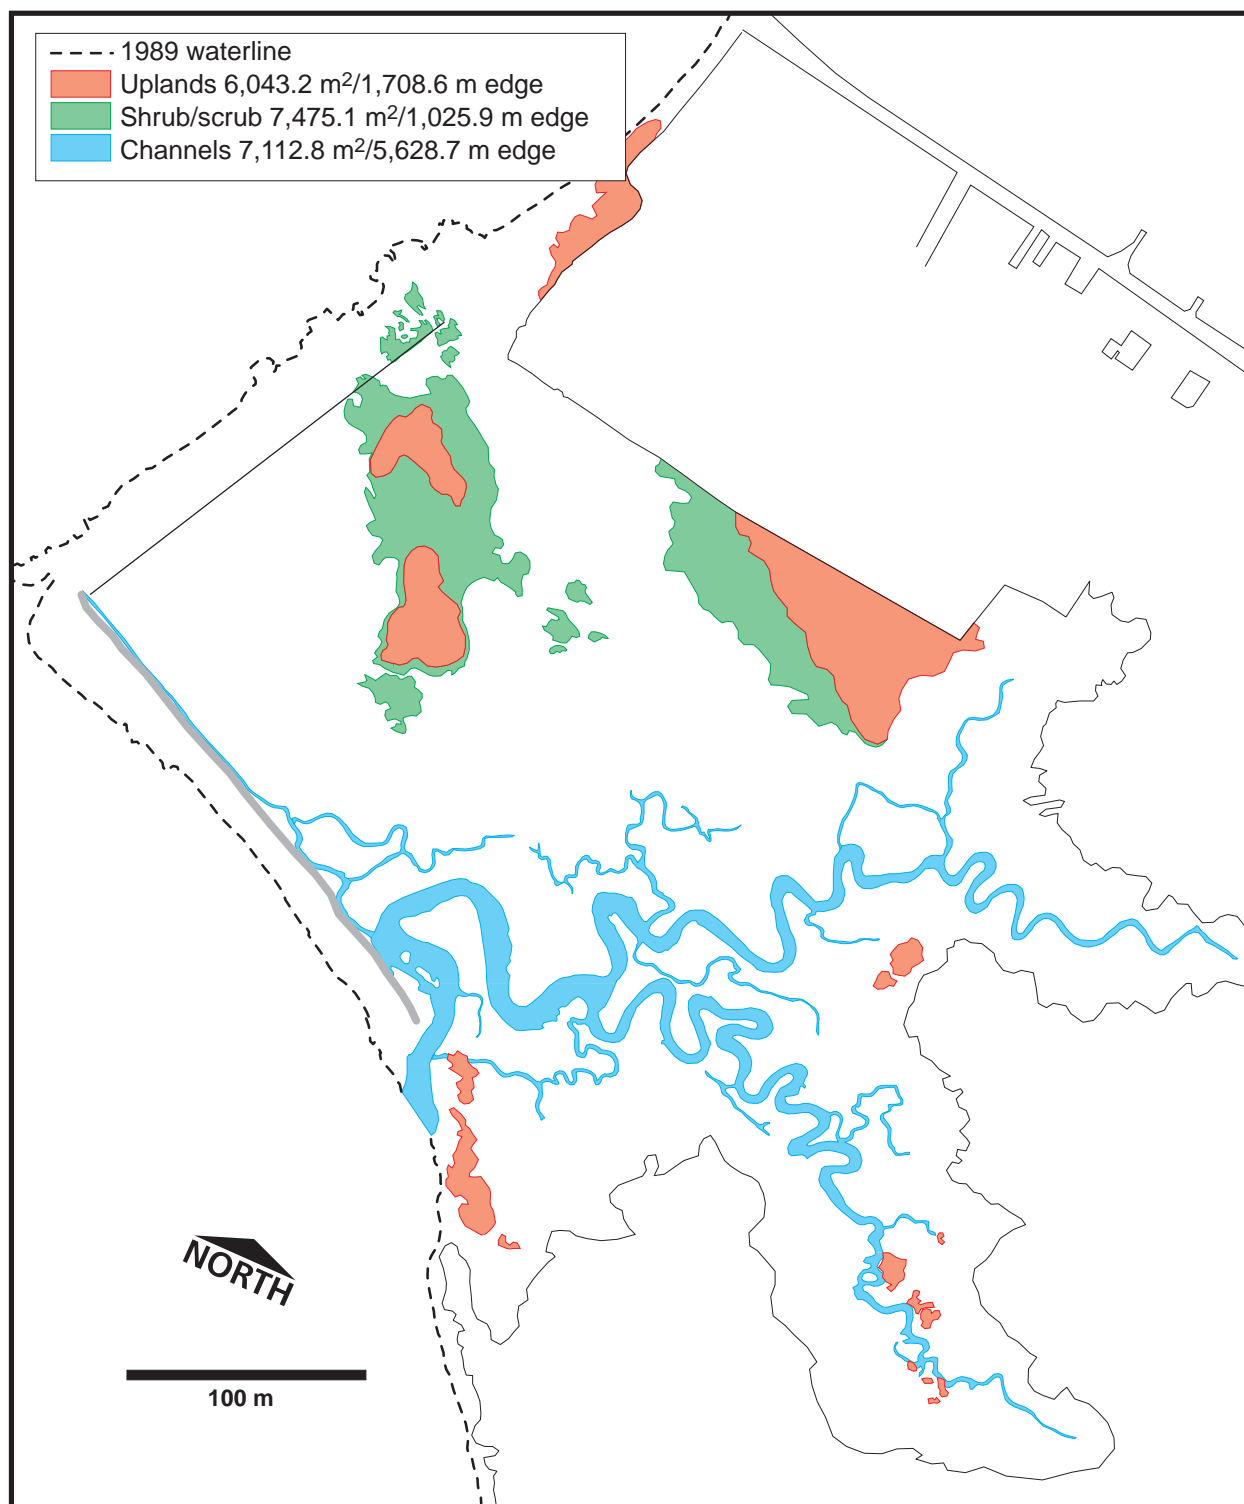 1989 waterline
Uplands 6,043.2 m²/1,708.6 m edge
Shrub/scrub 7,475.1 m²/1,025.9 m edge
Channels 7,112.8 m²/5,628.7 m edge
NORTH
100 m